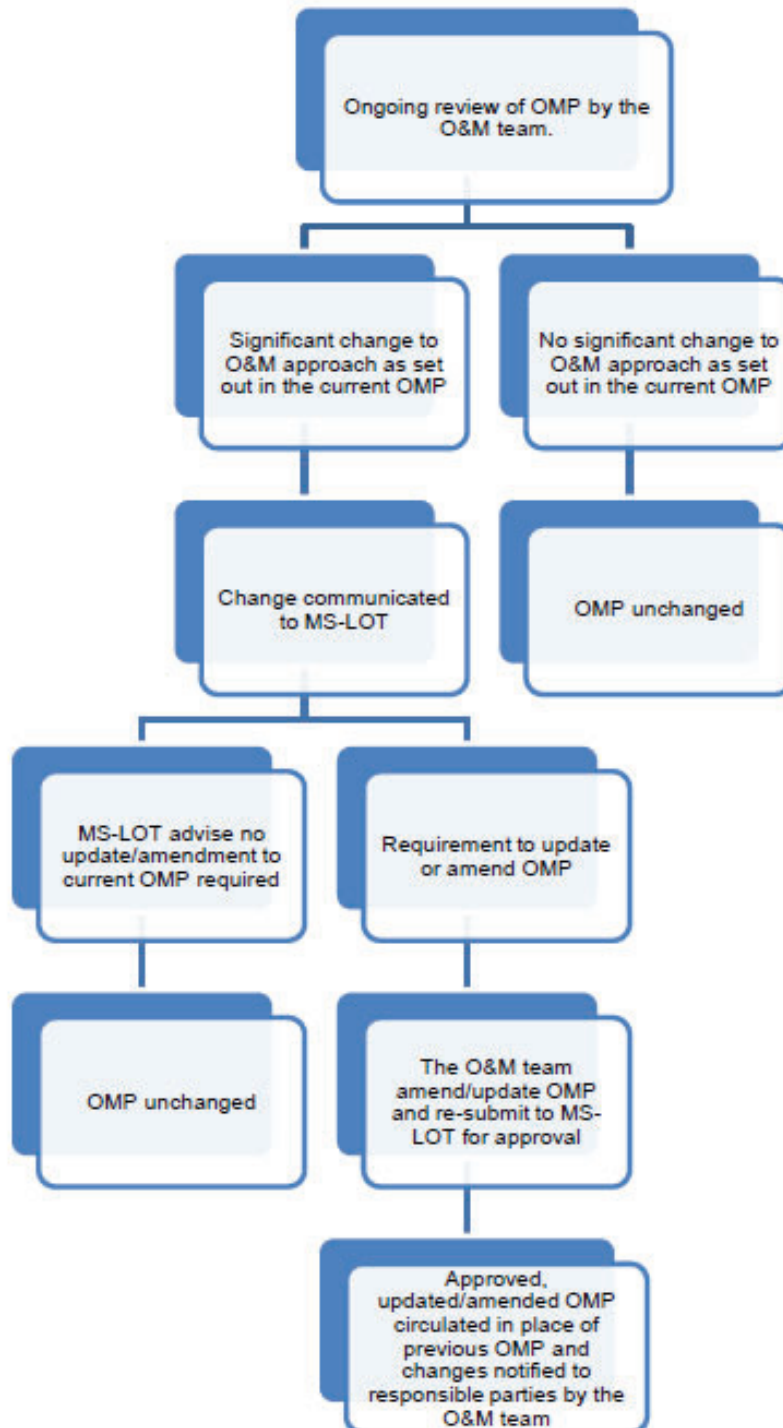 Ongoing review of OMP by the
O&M team.
Significant change to
O&M approach as set
out in the current OMP
No significant change to
O&M approach as set
out in the current OMP
Change communicated
to MS-LOT
OMP unchanged
MS-LOT advise no
update/amendment to
current OMP required
Requirement to update
or amend OMP
OMP unchanged
The O&M team
amend/update OMP
and re-submit to MS-
LOT for approval
Approved,
updated/amended OMP
circulated in place of
previous OMP and
changes notified to
responsible parties by the
O&M team